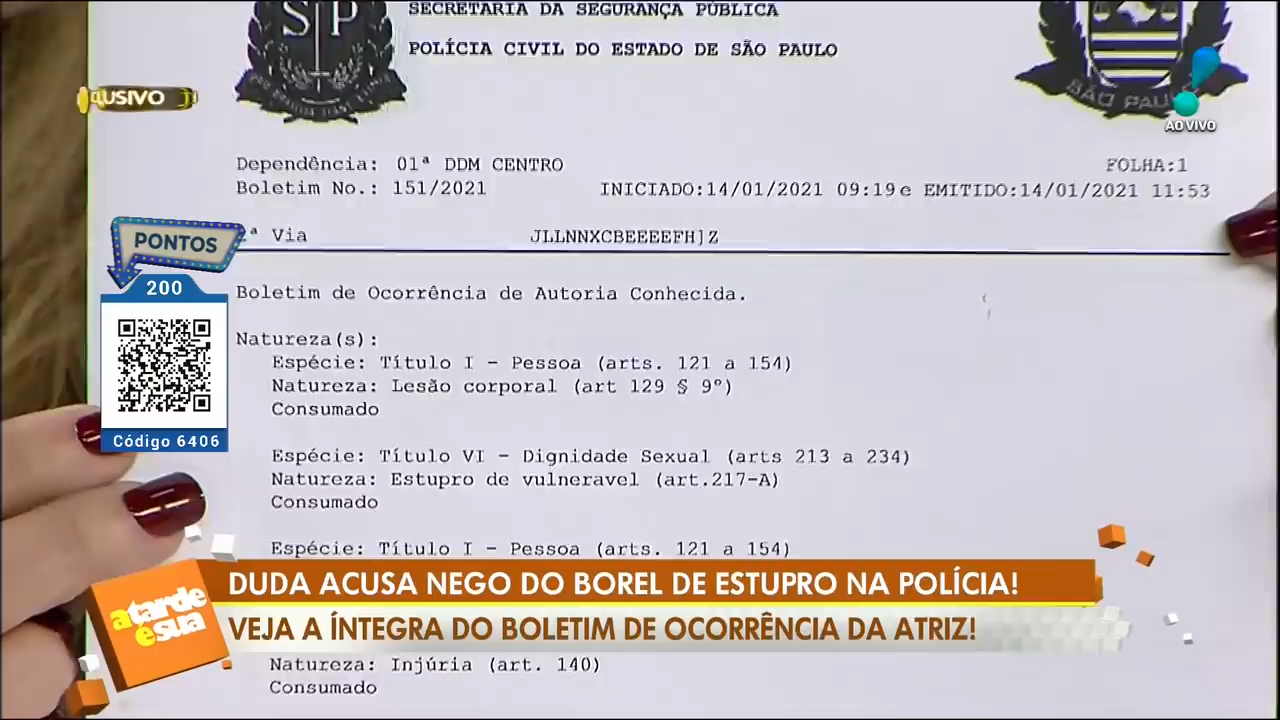 SECRETARIA DA SEGURANÇA PÚBLICA
SP
POLÍCIA CIVIL DO ESTADO DE SÃO PAULO
SÃO PAULO
USIVO
AO VIVO
Dependência: 01ª DDM CENTRO
FOLHA:1
Boletim No.: 151/2021
INICIADO:14/01/2021 09:19 e EMITIDO:14/01/2021 11:53
ª Via
JLLNNXCBEEEEFH]Z
PONTOS
200
Código 6406
Boletim de Ocorrência de Autoria Conhecida.
Natureza(s):
Espécie: Título I - Pessoa (arts. 121 a 154)
Natureza: Lesão corporal (art 129 § 9º)
Consumado
Espécie: Título VI - Dignidade Sexual (arts 213 a 234)
Natureza: Estupro de vulneravel (art.217-A)
Consumado
Espécie: Título I - Pessoa (arts. 121 a 154)
a tarde é sua
DUDA ACUSA NEGO DO BOREL DE ESTUPRO NA POLÍCIA!
VEJA A ÍNTEGRA DO BOLETIM DE OCORRÊNCIA DA ATRIZ!
Natureza: Injúria (art. 140)
Consumado